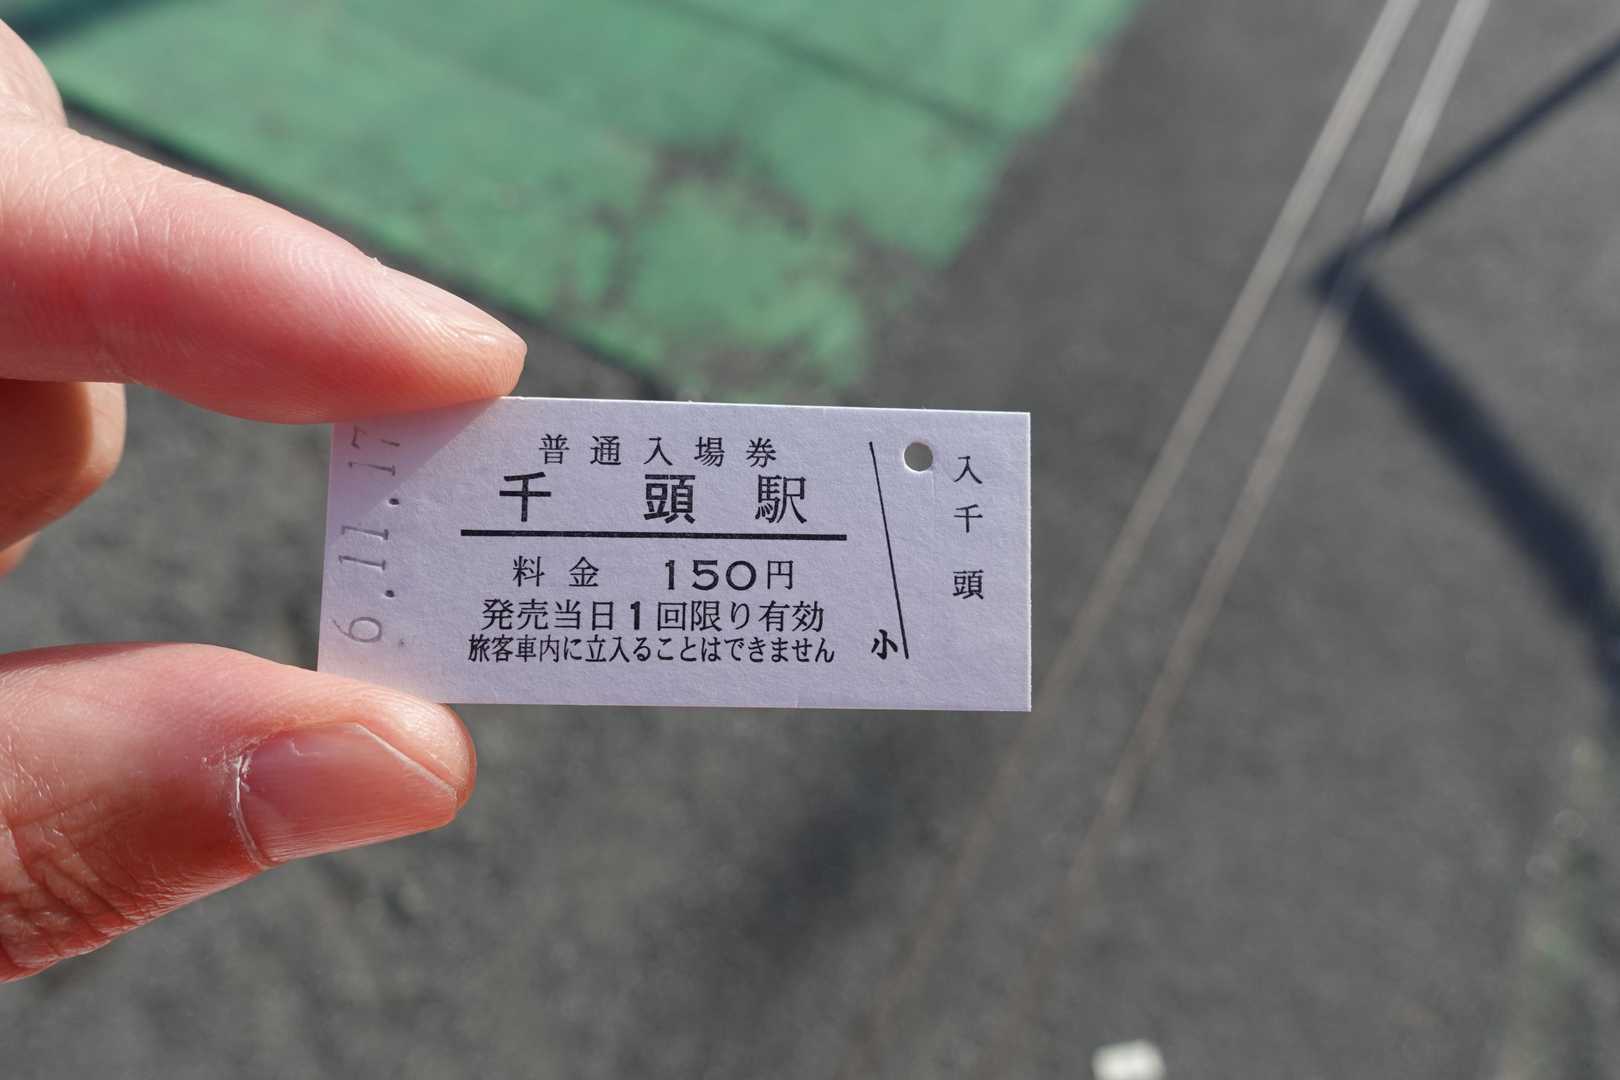 6.11.17
普通入場券
千頭駅
料金 150円
発売当日1回限り有効
旅客車内に立入ることはできません
小
入
千
頭